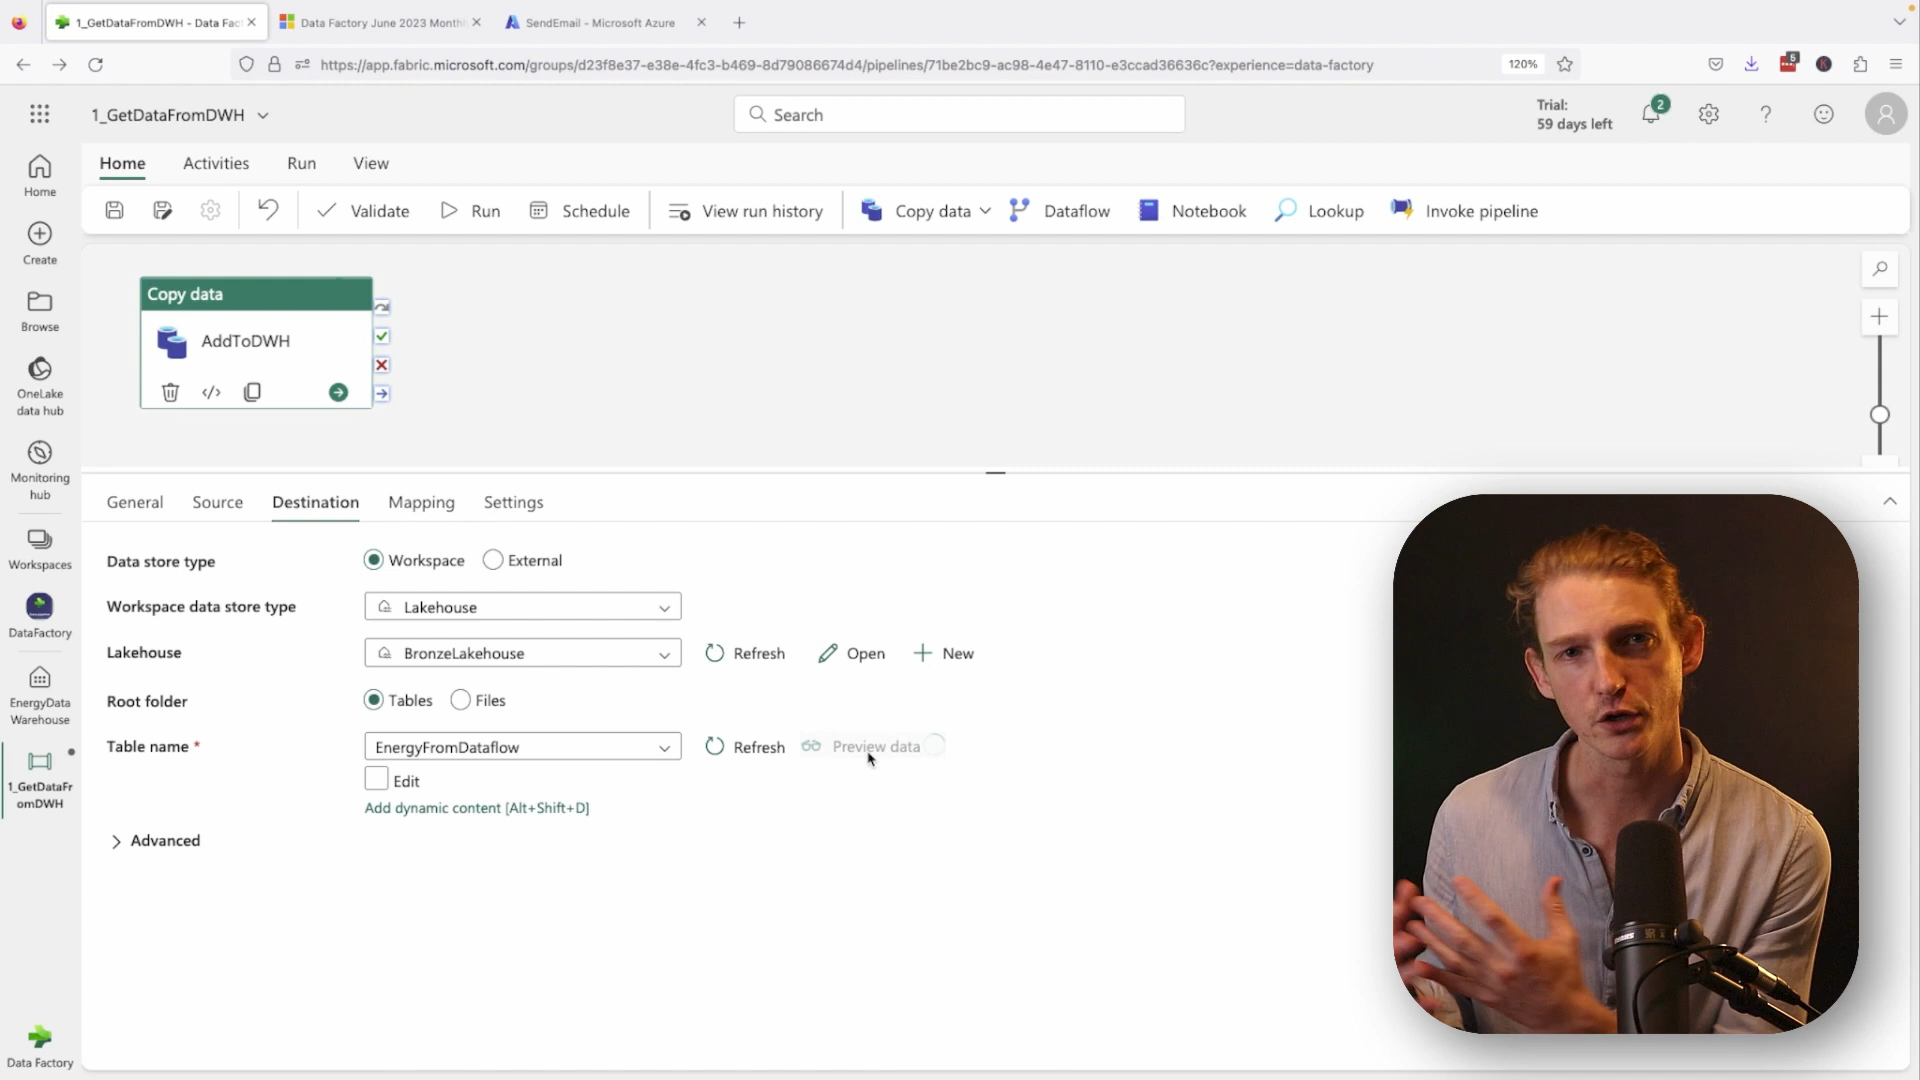 1_GetDataFromDWH - Data Fac
Data Factory June 2023 Monthl
SendEmail - Microsoft Azure
https://app.fabric.microsoft.com/groups/d23f8e37-e38e-4fc3-b469-8d79086674d4/pipelines/71be2bc9-ac98-4e47-8110-e3ccad36636c?experience=data-factory
120%
5
K
1_GetDataFromDWH
Search
Trial:
59 days left
2
Home Activities Run View
Validate Run Schedule View run history Copy data Dataflow Notebook Lookup Invoke pipeline
Home
Create
Browse
OneLake
data hub
Monitoring
hub
Workspaces
DataFactory
EnergyData
Warehouse
1_GetDataFr
omDWH
Data Factory
Copy data
AddToDWH
General Source Destination Mapping Settings
Data store type Workspace External
Workspace data store type Lakehouse
Lakehouse BronzeLakehouse Refresh Open New
Root folder Tables Files
Table name * EnergyFromDataflow Refresh Preview data
Edit
Add dynamic content [Alt+Shift+D]
Advanced